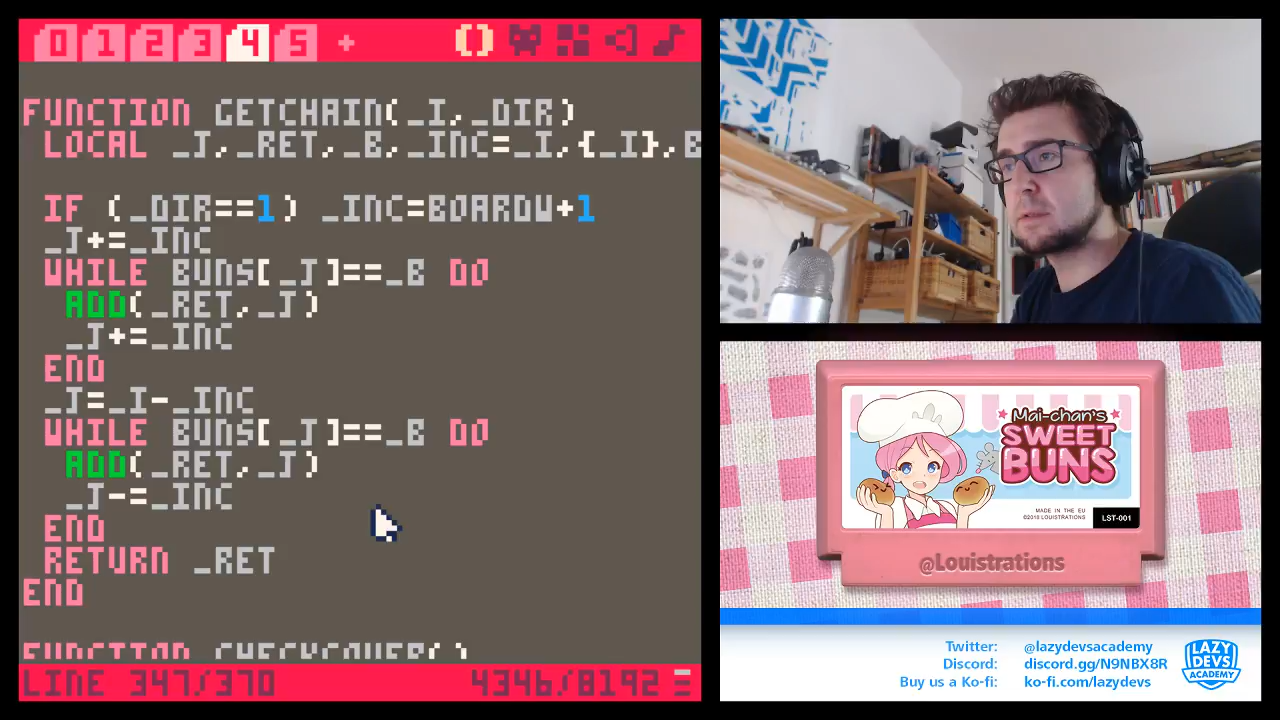 0 1 2 3 4 5 +
FUNCTION GETCHAIN(_I,_DIR)
LOCAL _J,_RET,_B,_INC=_I,{_I},B
IF (_DIR==1) _INC=BOARDW+1
_J+=_INC
WHILE BUNS[_J]==_B DO
ADD(_RET,_J)
_J+=_INC
END
_J=_I-_INC
WHILE BUNS[_J]==_B DO
ADD(_RET,_J)
_J-=_INC
END
RETURN _RET
END
FUNCTION CHECKCOVER()
LINE 347/370 4346/8192
Mai-chan's
SWEET
BUNS
MADE IN THE EU
©2019 LOUISTRATIONS
LST-001
@Louistrations
Twitter: @lazydevsacademy
Discord: discord.gg/N9NBX8R
Buy us a Ko-fi: ko-fi.com/lazydevs
LAZY
DEVS
ACADEMY